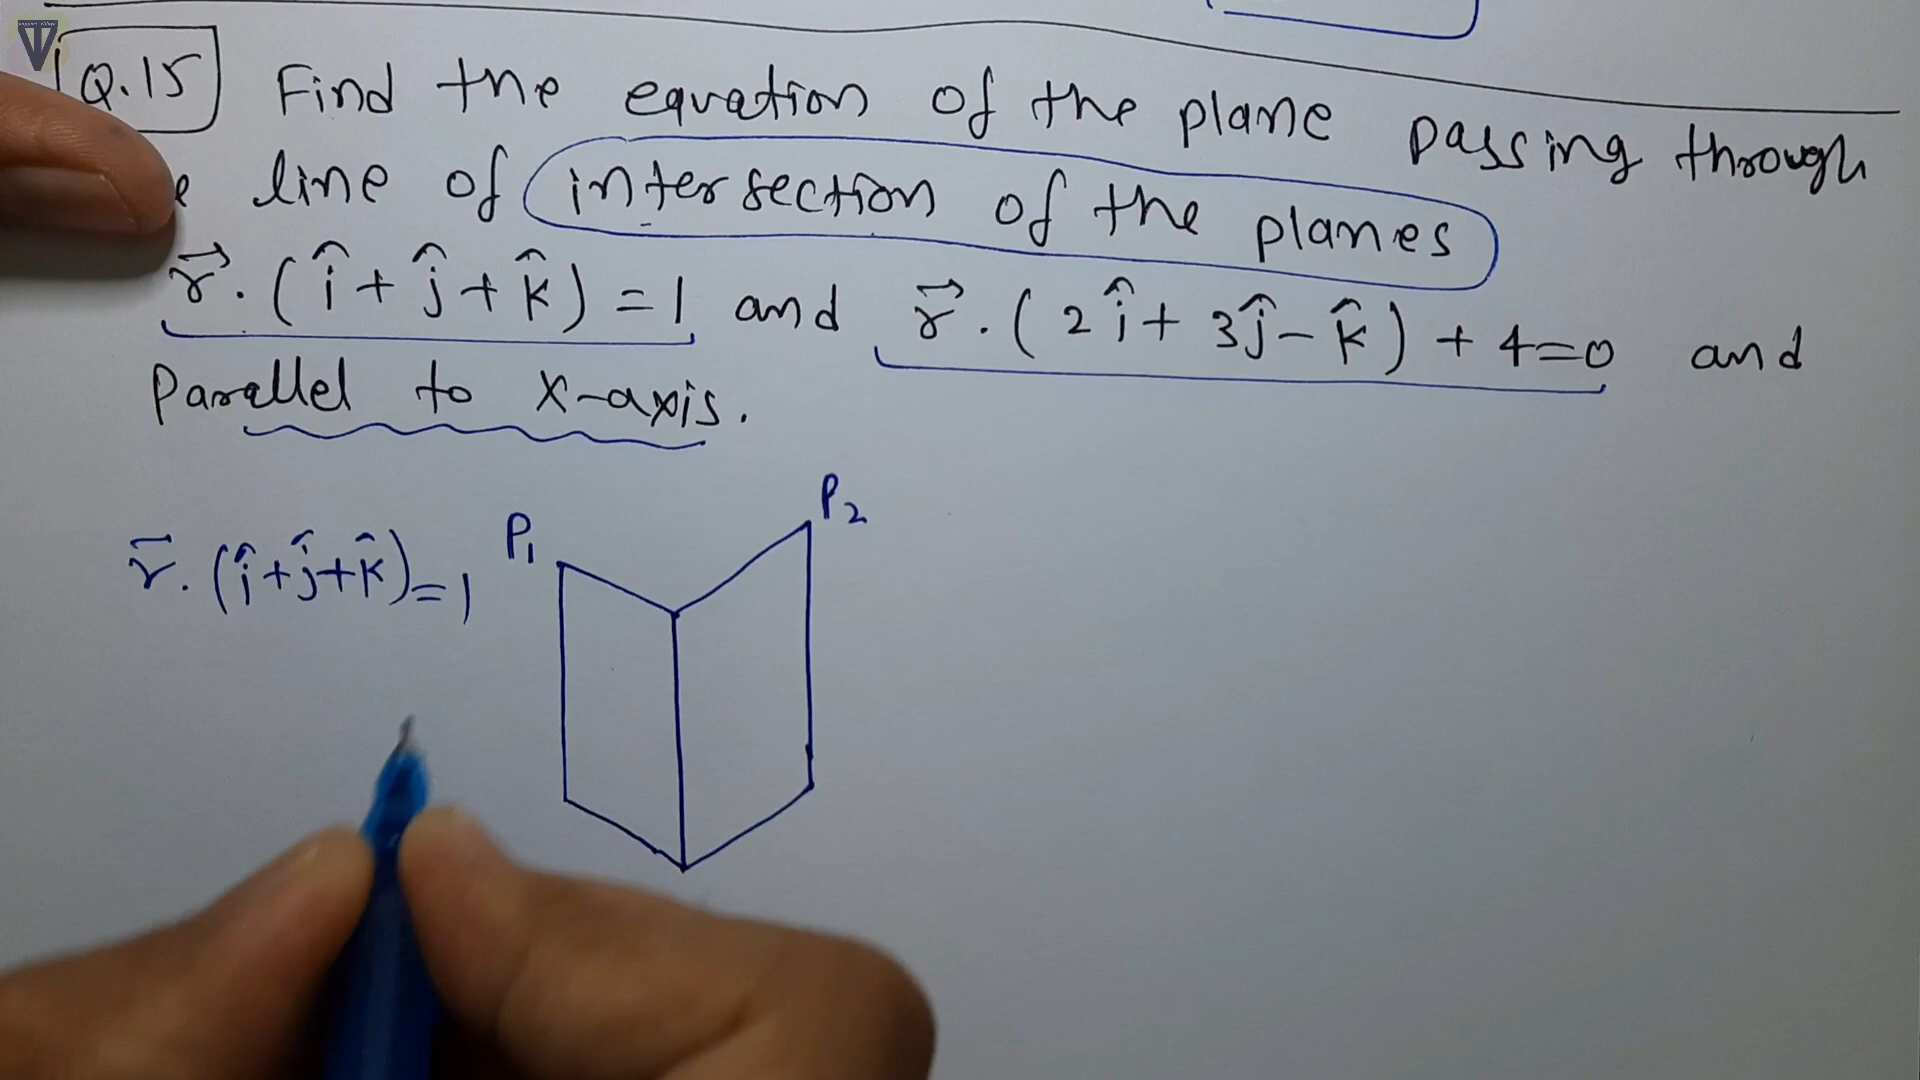 Q.15 Find the equation of the plane passing through
line of intersection of the planes
r⃗.(î+ĵ+k̂)=1 and r⃗.(2î+3ĵ-k̂)+4=0 and
Parallel to X-axis.
P₂
r⃗.(î+ĵ+k̂)=1 P₁